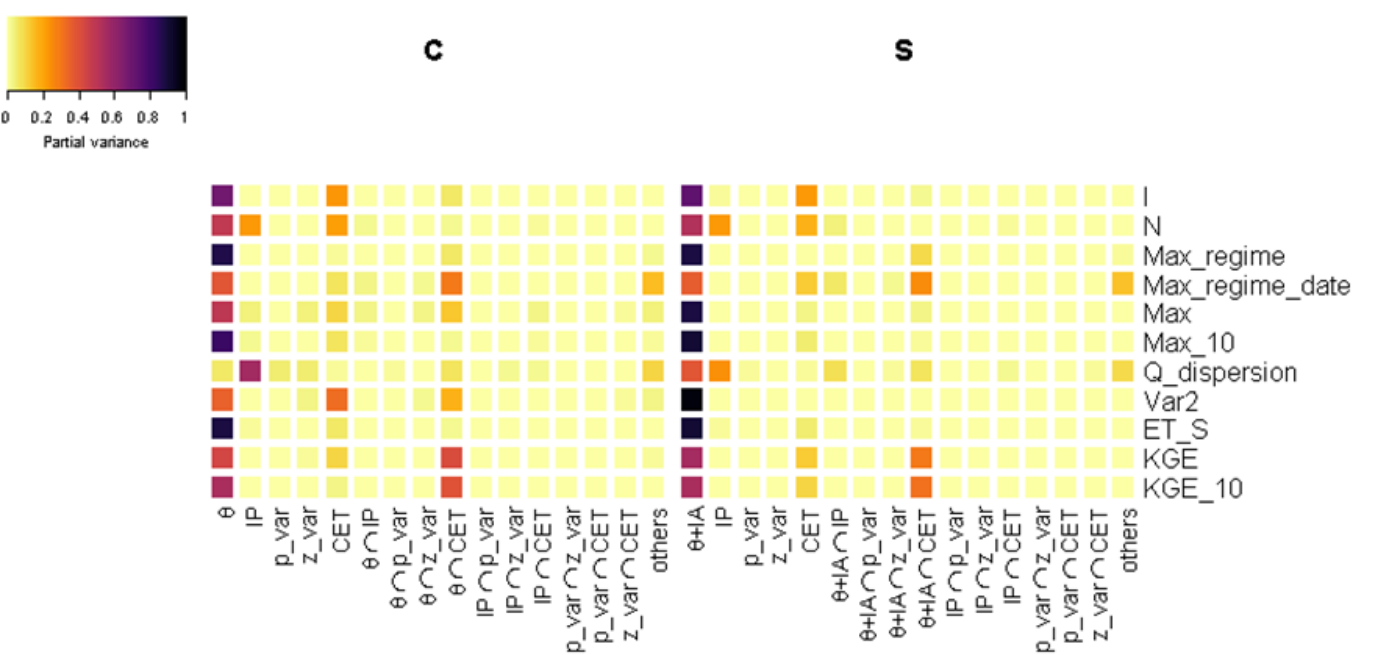 C S
0 0.2 0.4 0.6 0.8 1
Partial variance
I
N
Max_regime
Max_regime_date
Max
Max_10
Q_dispersion
Var2
ET_S
KGE
KGE_10
θ
IP
p_var
z_var
CET
θ∩IP
θ∩p_var
θ∩z_var
θ∩CET
IP∩p_var
IP∩z_var
IP∩CET
p_var∩z_var
p_var∩CET
z_var∩CET
others
θ+IA
IP
p_var
z_var
CET
θ+IA∩IP
θ+IA∩p_var
θ+IA∩z_var
θ+IA∩CET
IP∩p_var
IP∩z_var
IP∩CET
p_var∩z_var
p_var∩CET
z_var∩CET
others